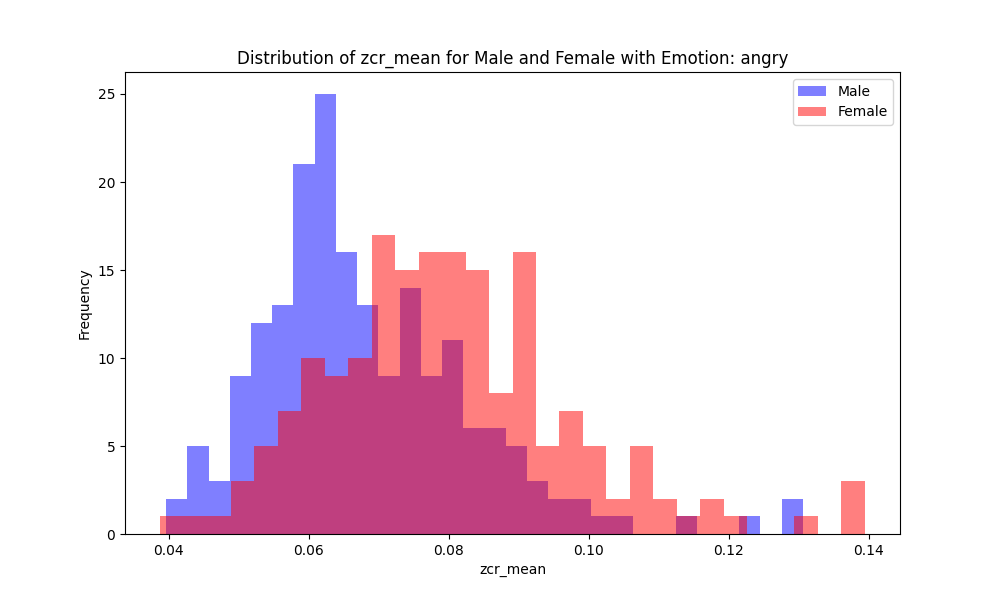 Distribution of zcr_mean for Male and Female with Emotion: angry
Male
Female
25
20
15
10
5
0
Frequency
0.04 0.06 0.08 0.10 0.12 0.14
zcr_mean